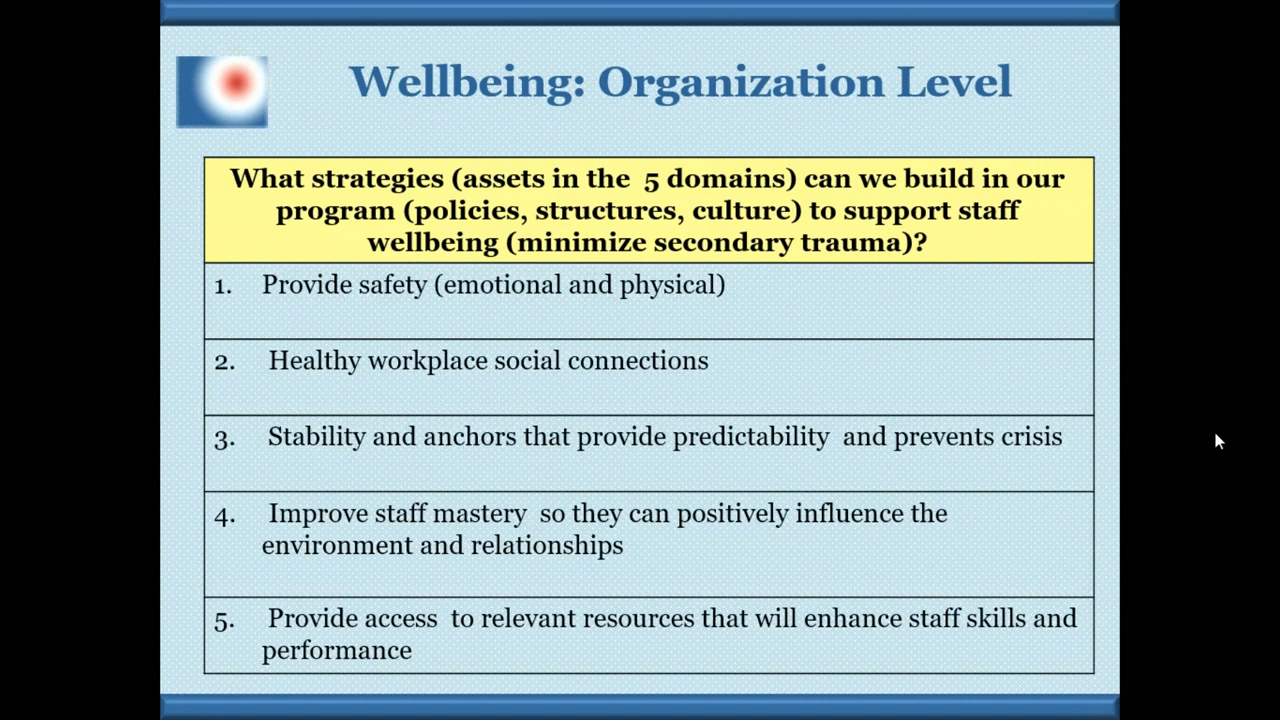 Wellbeing: Organization Level
What strategies (assets in the  5 domains) can we build in our
program (policies, structures, culture) to support staff
wellbeing (minimize secondary trauma)?
1. Provide safety (emotional and physical)
2. Healthy workplace social connections
3. Stability and anchors that provide predictability  and prevents crisis
4. Improve staff mastery  so they can positively influence the
environment and relationships
5. Provide access  to relevant resources that will enhance staff skills and
performance